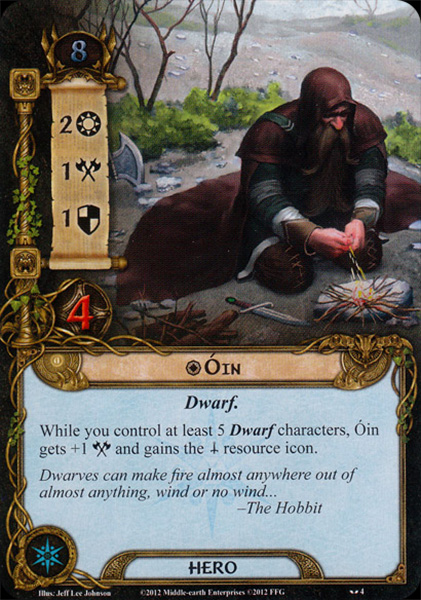 8
2
1
1
4
ÓIN
Dwarf.
While you control at least 5 Dwarf characters, Óin
gets +1 and gains the resource icon.
Dwarves can make fire almost anywhere out of
almost anything, wind or no wind...
–The Hobbit
HERO
Illus: Jeff Lee Johnson ©2012 Middle-earth Enterprises ©2012 FFG 4